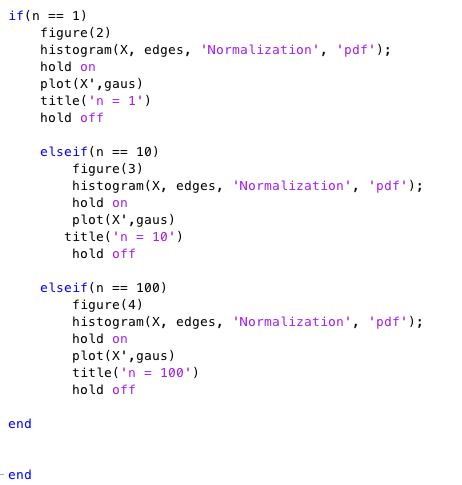 if(n == 1)
    figure(2)
    histogram(X, edges, 'Normalization', 'pdf');
    hold on
    plot(X',gaus)
    title('n = 1')
    hold off

    elseif(n == 10)
        figure(3)
        histogram(X, edges, 'Normalization', 'pdf');
        hold on
        plot(X',gaus)
       title('n = 10')
        hold off

    elseif(n == 100)
        figure(4)
        histogram(X, edges, 'Normalization', 'pdf');
        hold on
        plot(X',gaus)
        title('n = 100')
        hold off

end


end